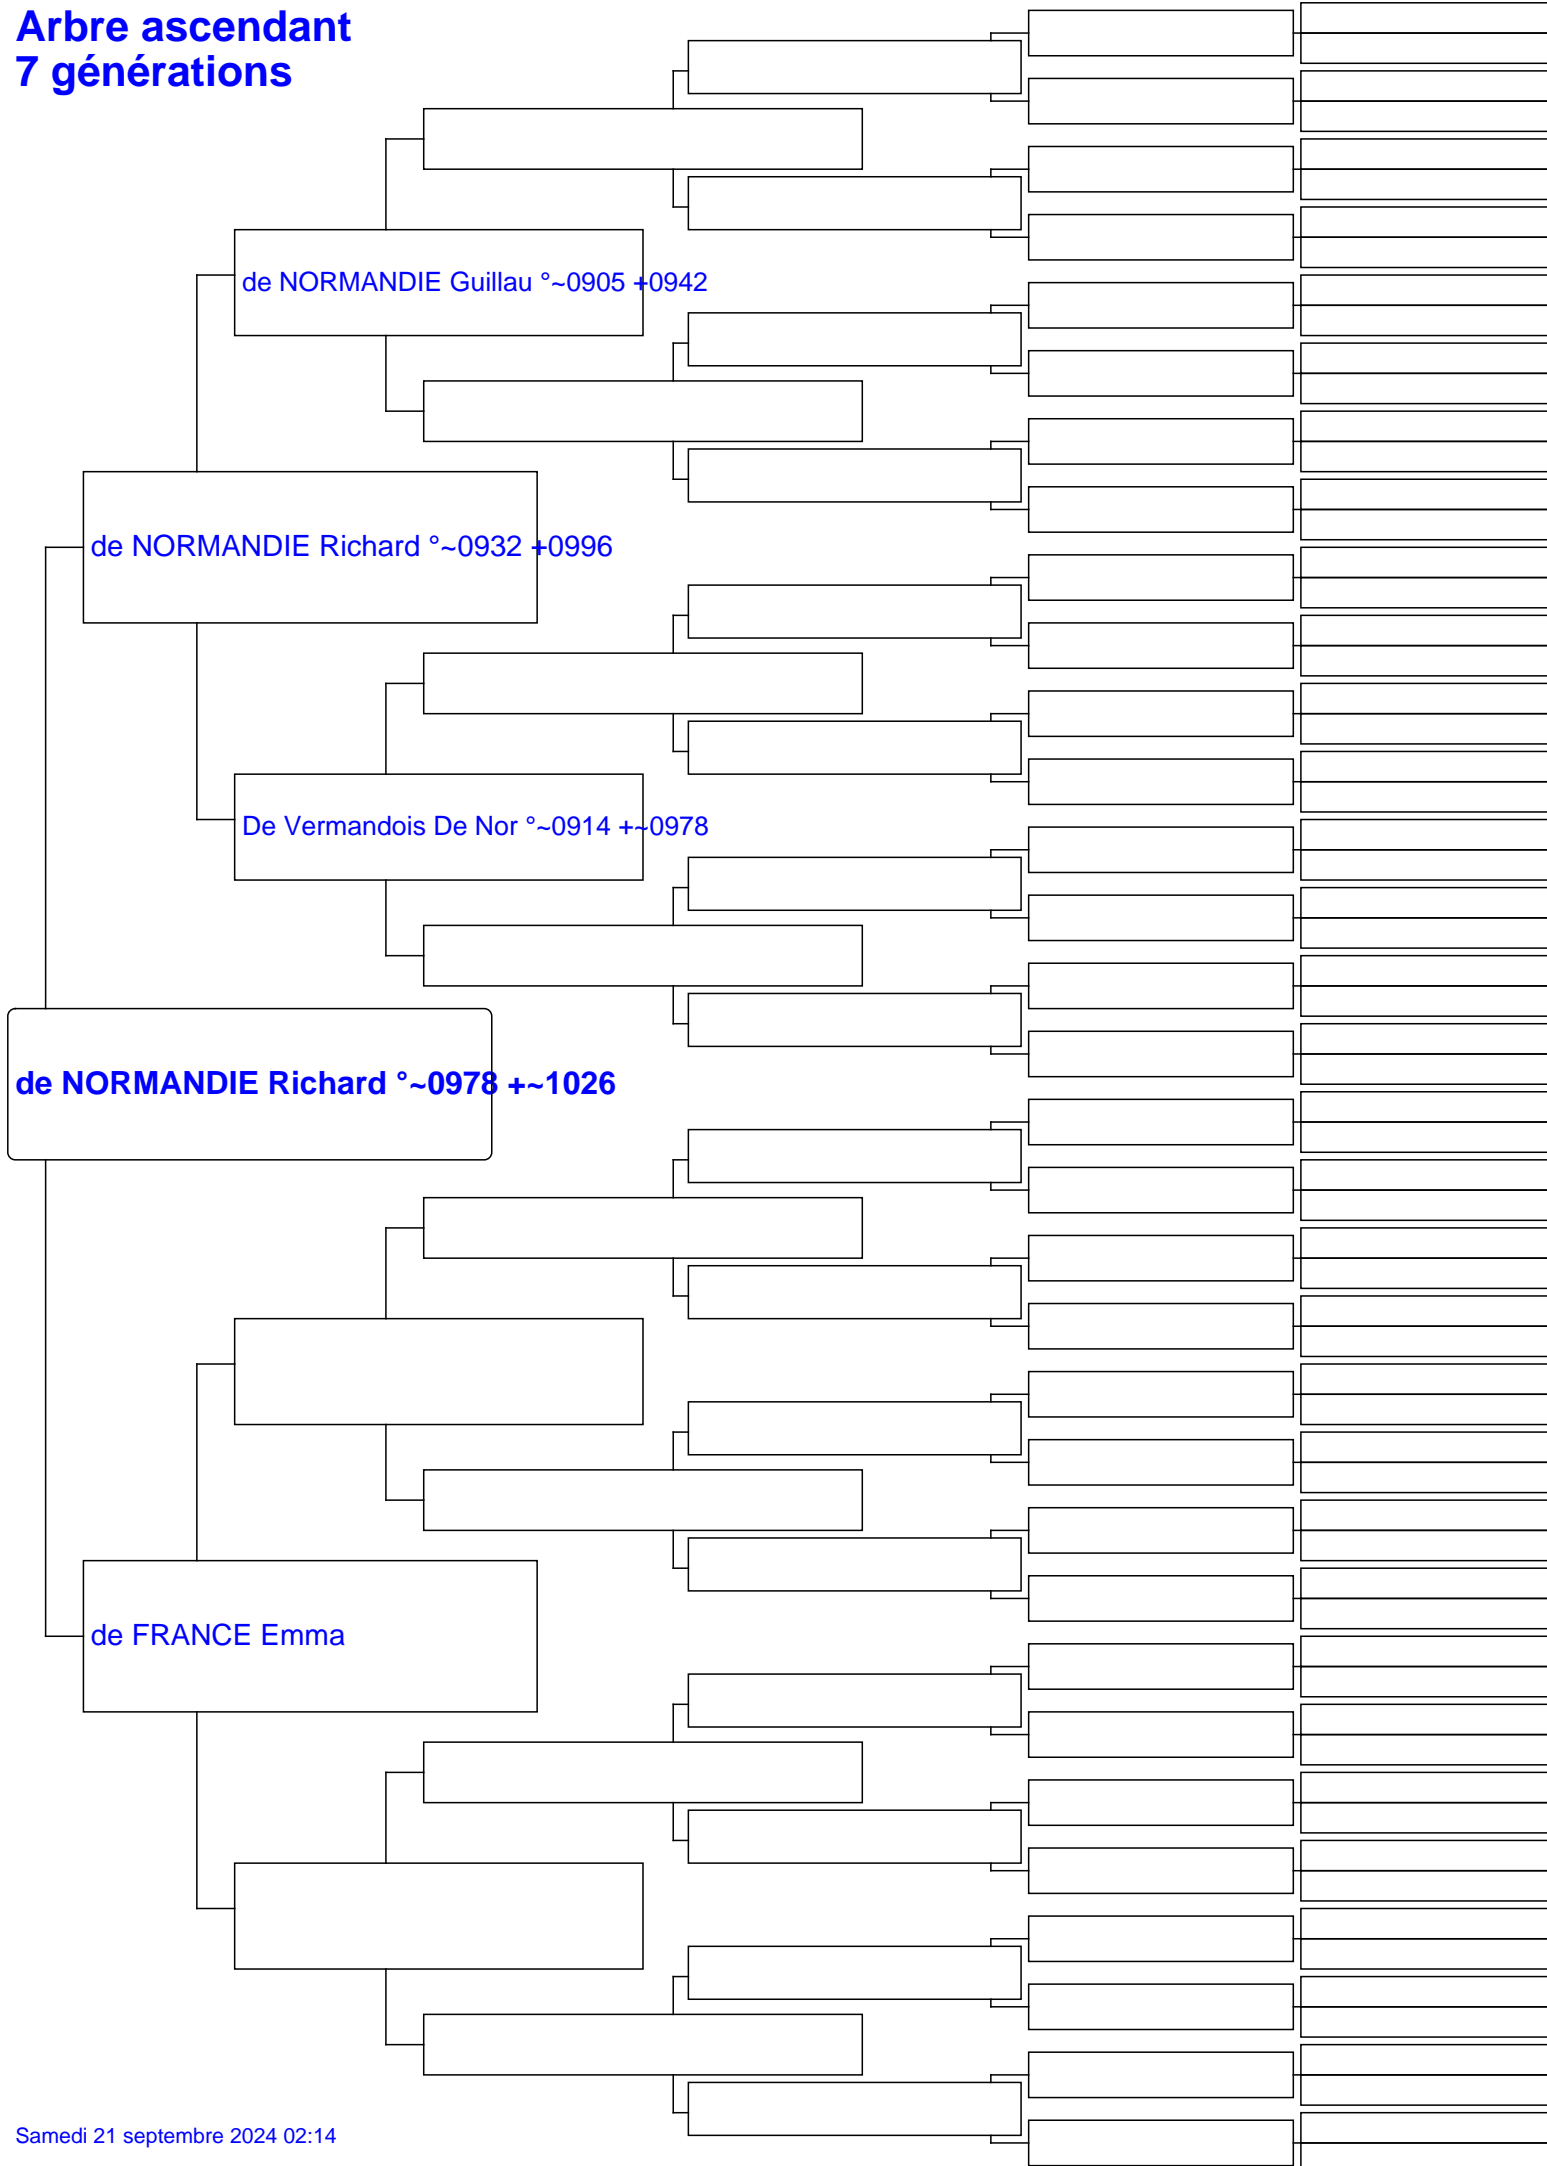 Arbre ascendant
7 générations
de NORMANDIE Guillau °~0905 +0942
de NORMANDIE Richard °~0932 +0996
De Vermandois De Nor °~0914 +~0978
de NORMANDIE Richard °~0978 +~1026
de FRANCE Emma
Samedi 21 septembre 2024 02:14